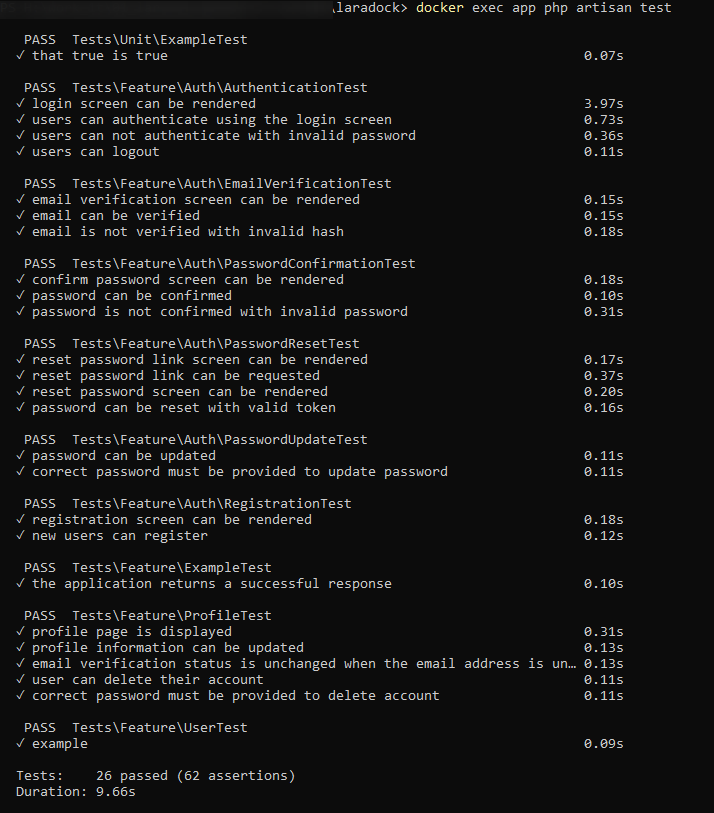 \laradock> docker exec app php artisan test
PASS Tests\Unit\ExampleTest
✓ that true is true 0.07s
PASS Tests\Feature\Auth\AuthenticationTest
✓ login screen can be rendered 3.97s
✓ users can authenticate using the login screen 0.73s
✓ users can not authenticate with invalid password 0.36s
✓ users can logout 0.11s
PASS Tests\Feature\Auth\EmailVerificationTest
✓ email verification screen can be rendered 0.15s
✓ email can be verified 0.15s
✓ email is not verified with invalid hash 0.18s
PASS Tests\Feature\Auth\PasswordConfirmationTest
✓ confirm password screen can be rendered 0.18s
✓ password can be confirmed 0.10s
✓ password is not confirmed with invalid password 0.31s
PASS Tests\Feature\Auth\PasswordResetTest
✓ reset password link screen can be rendered 0.17s
✓ reset password link can be requested 0.37s
✓ reset password screen can be rendered 0.20s
✓ password can be reset with valid token 0.16s
PASS Tests\Feature\Auth\PasswordUpdateTest
✓ password can be updated 0.11s
✓ correct password must be provided to update password 0.11s
PASS Tests\Feature\Auth\RegistrationTest
✓ registration screen can be rendered 0.18s
✓ new users can register 0.12s
PASS Tests\Feature\ExampleTest
✓ the application returns a successful response 0.10s
PASS Tests\Feature\ProfileTest
✓ profile page is displayed 0.31s
✓ profile information can be updated 0.13s
✓ email verification status is unchanged when the email address is un… 0.13s
✓ user can delete their account 0.11s
✓ correct password must be provided to delete account 0.11s
PASS Tests\Feature\UserTest
✓ example 0.09s
Tests: 26 passed (62 assertions)
Duration: 9.66s